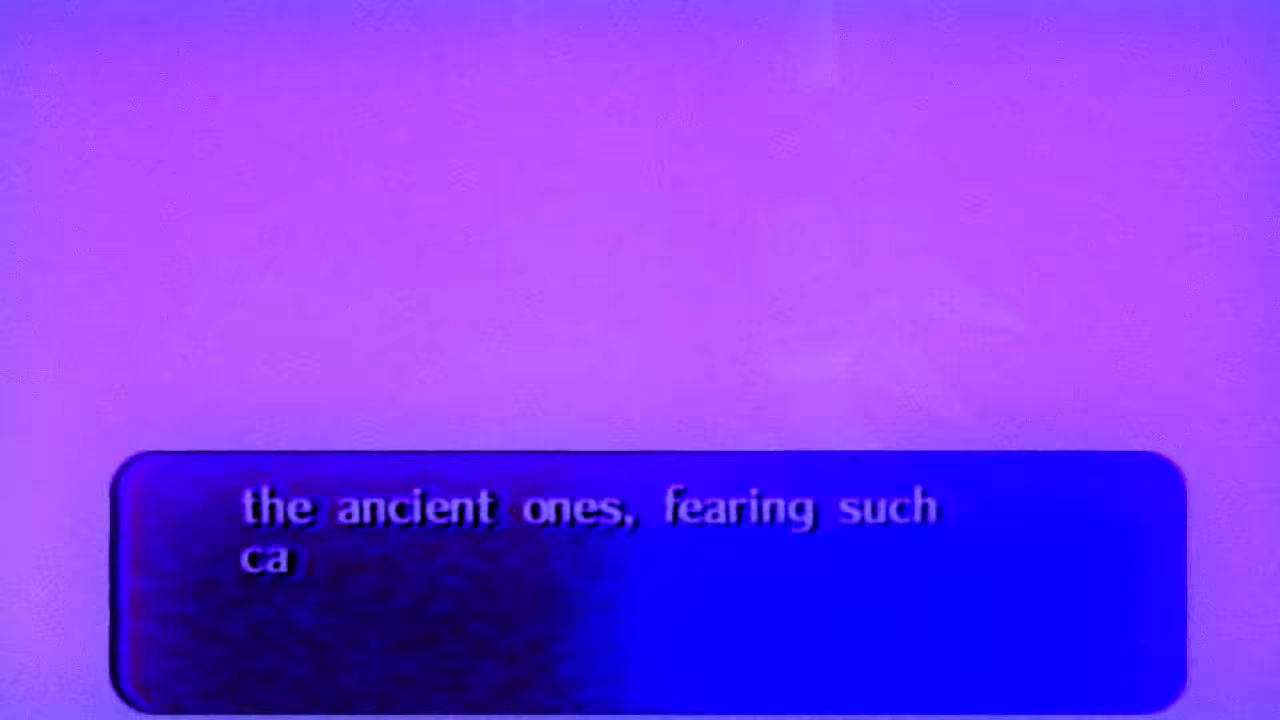 the ancient ones, fearing such
ca